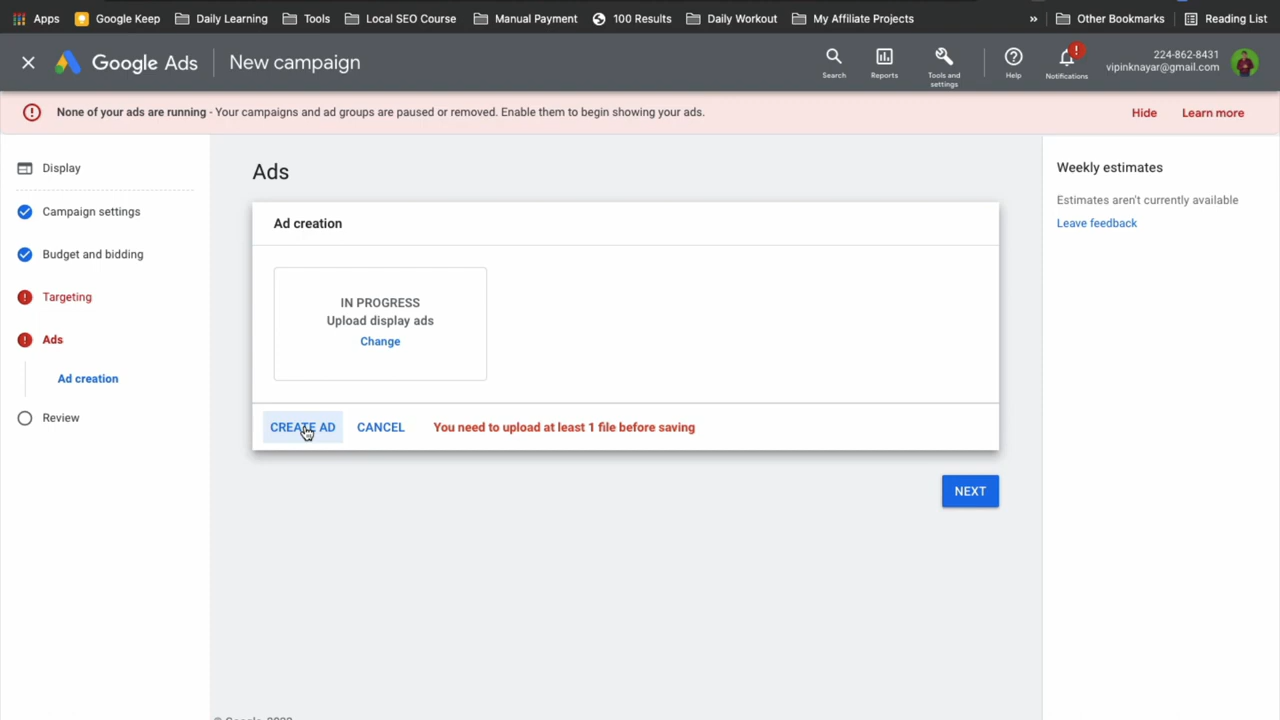 Apps Google Keep Daily Learning Tools Local SEO Course Manual Payment 100 Results Daily Workout My Affiliate Projects » Other Bookmarks Reading List
Google Ads New campaign
Search
Reports
Tools and
settings
Help
Notifications
224-862-8431
vipinknayar@gmail.com
None of your ads are running - Your campaigns and ad groups are paused or removed. Enable them to begin showing your ads.
Hide
Learn more
Display
Campaign settings
Budget and bidding
Targeting
Ads
Ad creation
Review
Ads
Ad creation
IN PROGRESS
Upload display ads
Change
CREATE AD CANCEL You need to upload at least 1 file before saving
NEXT
Weekly estimates
Estimates aren't currently available
Leave feedback